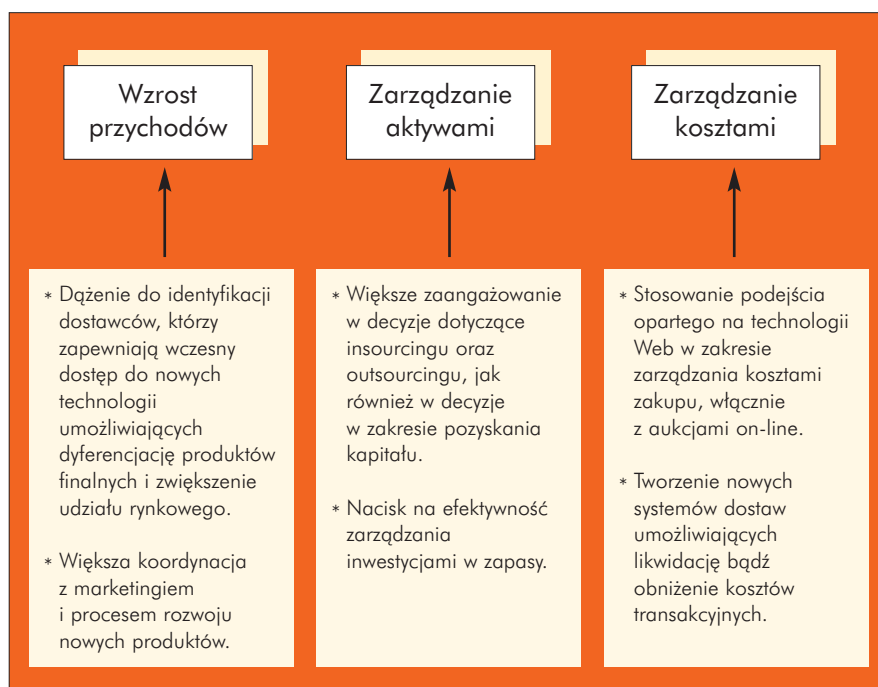 Wzrost
przychodów
Zarządzanie
aktywami
Zarządzanie
kosztami
* Dążenie do identyfikacji
dostawców, którzy
zapewniają wczesny
dostęp do nowych
technologii
umożliwiających
dyferencjację produktów
finalnych i zwiększenie
udziału rynkowego.
* Większa koordynacja
z marketingiem
i procesem rozwoju
nowych produktów.
* Większe zaangażowanie
w decyzje dotyczące
insourcingu oraz
outsourcingu, jak
również w decyzje
w zakresie pozyskania
kapitału.
* Nacisk na efektywność
zarządzania
inwestycjami w zapasy.
* Stosowanie podejścia
opartego na technologii
Web w zakresie
zarządzania kosztami
zakupu, włącznie
z aukcjami on-line.
* Tworzenie nowych
systemów dostaw
umożliwiających
likwidację bądź
obniżenie kosztów
transakcyjnych.